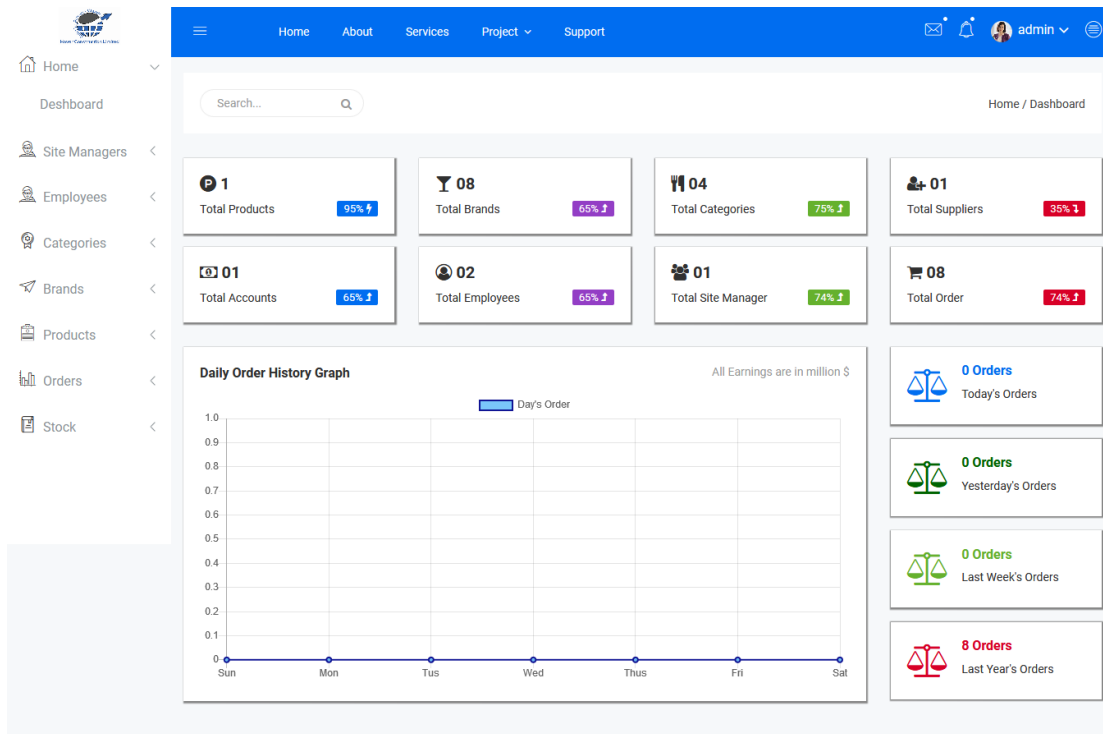 Home About Services Project Support admin
Home
Deshboard
Site Managers
Employees
Categories
Brands
Products
Orders
Stock
Search...
Home / Dashboard
1
Total Products 95%
08
Total Brands 65%
04
Total Categories 75%
01
Total Suppliers 35%
01
Total Accounts 65%
02
Total Employees 65%
01
Total Site Manager 74%
08
Total Order 74%
Daily Order History Graph All Earnings are in million $
Day's Order
1.0
0.9
0.8
0.7
0.6
0.5
0.4
0.3
0.2
0.1
0
Sun Mon Tus Wed Thus Fri Sat
0 Orders
Today's Orders
0 Orders
Yesterday's Orders
0 Orders
Last Week's Orders
8 Orders
Last Year's Orders